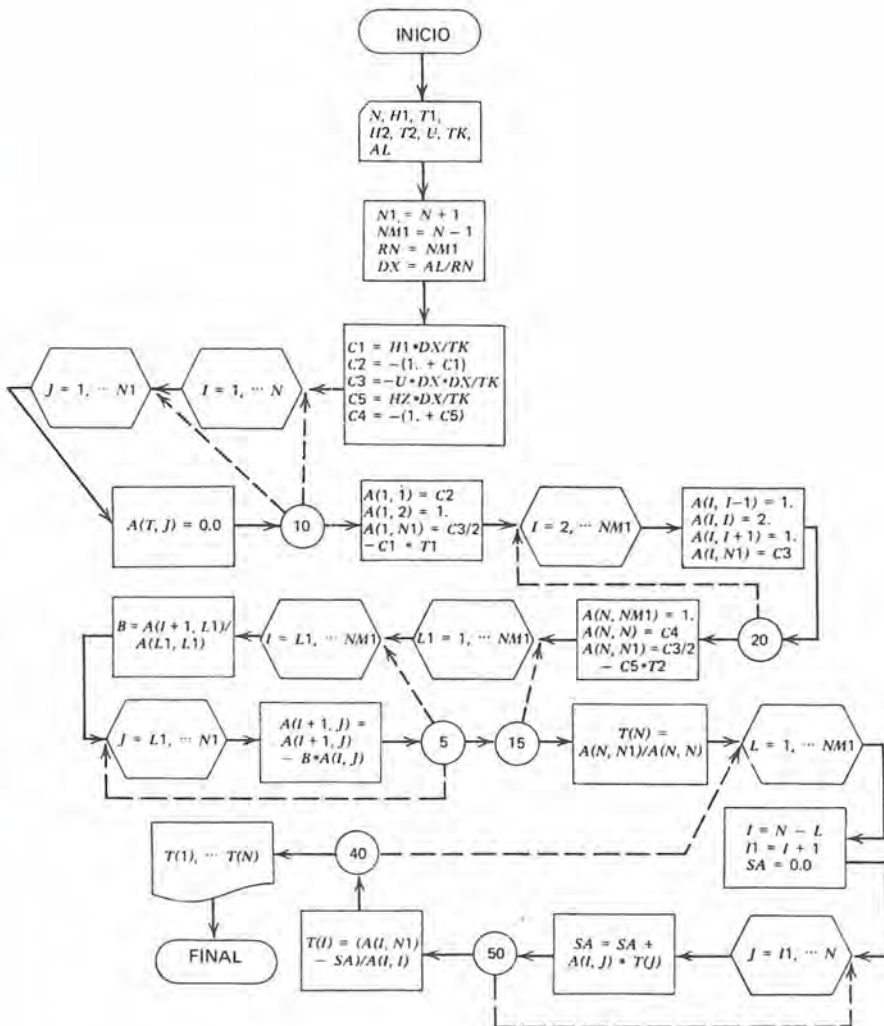 INICIO
N, H1, T1,
H2, T2, U, TK,
AL
N1 = N + 1
NM1 = N − 1
RN = NM1
DX = AL/RN
C1 = H1*DX/TK
C2 = −(1. + C1)
C3 = −U*DX*DX/TK
C5 = HZ*DX/TK
C4 = −(1. + C5)
I = 1, ··· N
J = 1, ··· N1
A(T, J) = 0.0
10
A(1, 1) = C2
A(1, 2) = 1.
A(1, N1) = C3/2
− C1 * T1
I = 2, ··· NM1
A(I, I−1) = 1.
A(I, I) = 2.
A(I, I + 1) = 1.
A(I, N1) = C3
20
A(N, NM1) = 1.
A(N, N) = C4
A(N, N1) = C3/2
− C5*T2
L1 = 1, ··· NM1
I = L1, ··· NM1
B = A(I + 1, L1)/
A(L1, L1)
J = L1, ··· N1
A(I + 1, J) =
A(I + 1, J)
− B*A(I, J)
5
15
T(N) =
A(N, N1)/A(N, N)
L = 1, ··· NM1
I = N − L
I1 = I + 1
SA = 0.0
J = I1, ··· N
SA = SA +
A(I, J) * T(J)
50
T(I) = (A(I, N1)
− SA)/A(I, I)
40
T(1), ··· T(N)
FINAL